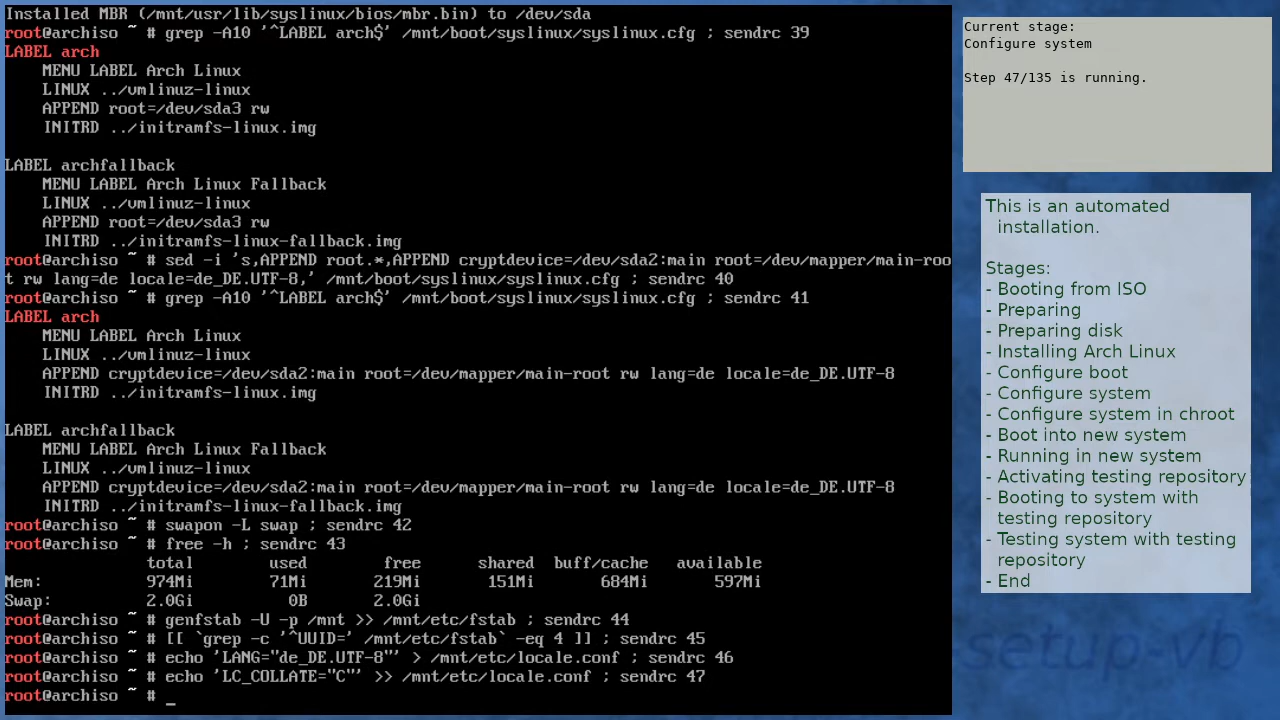 Installed MBR (/mnt/usr/lib/syslinux/bios/mbr.bin) to /dev/sda
root@archiso ~ # grep -A10 '^LABEL arch$' /mnt/boot/syslinux/syslinux.cfg ; sendrc 39
LABEL arch
    MENU LABEL Arch Linux
    LINUX ../vmlinuz-linux
    APPEND root=/dev/sda3 rw
    INITRD ../initramfs-linux.img

LABEL archfallback
    MENU LABEL Arch Linux Fallback
    LINUX ../vmlinuz-linux
    APPEND root=/dev/sda3 rw
    INITRD ../initramfs-linux-fallback.img
root@archiso ~ # sed -i 's,APPEND root.*,APPEND cryptdevice=/dev/sda2:main root=/dev/mapper/main-roo
t rw lang=de locale=de_DE.UTF-8,' /mnt/boot/syslinux/syslinux.cfg ; sendrc 40
root@archiso ~ # grep -A10 '^LABEL arch$' /mnt/boot/syslinux/syslinux.cfg ; sendrc 41
LABEL arch
    MENU LABEL Arch Linux
    LINUX ../vmlinuz-linux
    APPEND cryptdevice=/dev/sda2:main root=/dev/mapper/main-root rw lang=de locale=de_DE.UTF-8
    INITRD ../initramfs-linux.img

LABEL archfallback
    MENU LABEL Arch Linux Fallback
    LINUX ../vmlinuz-linux
    APPEND cryptdevice=/dev/sda2:main root=/dev/mapper/main-root rw lang=de locale=de_DE.UTF-8
    INITRD ../initramfs-linux-fallback.img
root@archiso ~ # swapon -L swap ; sendrc 42
root@archiso ~ # free -h ; sendrc 43
               total        used        free      shared  buff/cache   available
Mem:           974Mi        71Mi       219Mi       151Mi       684Mi       597Mi
Swap:          2.0Gi          0B       2.0Gi
root@archiso ~ # genfstab -U -p /mnt >> /mnt/etc/fstab ; sendrc 44
root@archiso ~ # [[ `grep -c '^UUID=' /mnt/etc/fstab` -eq 4 ]] ; sendrc 45
root@archiso ~ # echo 'LANG="de_DE.UTF-8"' > /mnt/etc/locale.conf ; sendrc 46
root@archiso ~ # echo 'LC_COLLATE="C"' >> /mnt/etc/locale.conf ; sendrc 47
root@archiso ~ # _
Current stage:
Configure system

Step 47/135 is running.
This is an automated
installation.

Stages:
- Booting from ISO
- Preparing
- Preparing disk
- Installing Arch Linux
- Configure boot
- Configure system
- Configure system in chroot
- Boot into new system
- Running in new system
- Activating testing repository
- Booting to system with
testing repository
- Testing system with testing
repository
- End
setup-vb